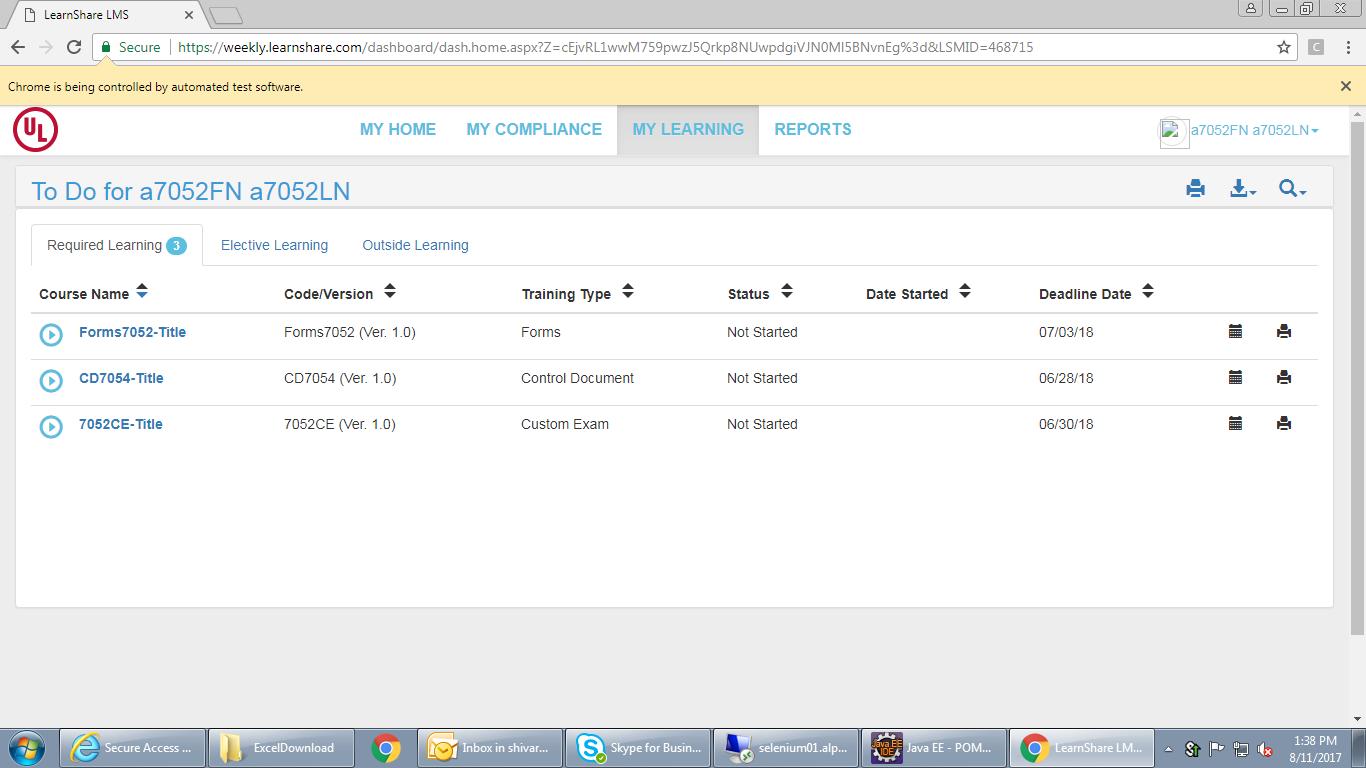 LearnShare LMS
Secure https://weekly.learnshare.com/dashboard/dash.home.aspx?Z=cEjvRL1wwM759pwzJ5Qrkp8NUwpdgiVJN0MI5BNvnEg%3d&LSMID=468715
C
Chrome is being controlled by automated test software.
UL MY HOME MY COMPLIANCE MY LEARNING REPORTS a7052FN a7052LN
To Do for a7052FN a7052LN
Required Learning 3 Elective Learning Outside Learning
Course Name Code/Version Training Type Status Date Started Deadline Date
Forms7052-Title Forms7052 (Ver. 1.0) Forms Not Started 07/03/18
CD7054-Title CD7054 (Ver. 1.0) Control Document Not Started 06/28/18
7052CE-Title 7052CE (Ver. 1.0) Custom Exam Not Started 06/30/18
Secure Access ... ExcelDownload Inbox in shivar... Skype for Busin... selenium01.alp... Java EE IDE Java EE - POM... LearnShare LM... 1:38 PM
8/11/2017